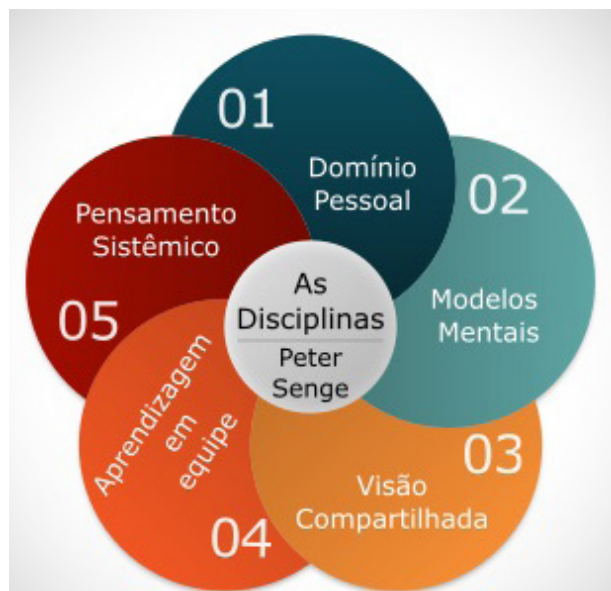 01
Domínio
Pessoal
02
Modelos
Mentais
03
Visão
Compartilhada
04
Aprendizagem
em
equipe
05
Pensamento
Sistêmico
As
Disciplinas
Peter
Senge